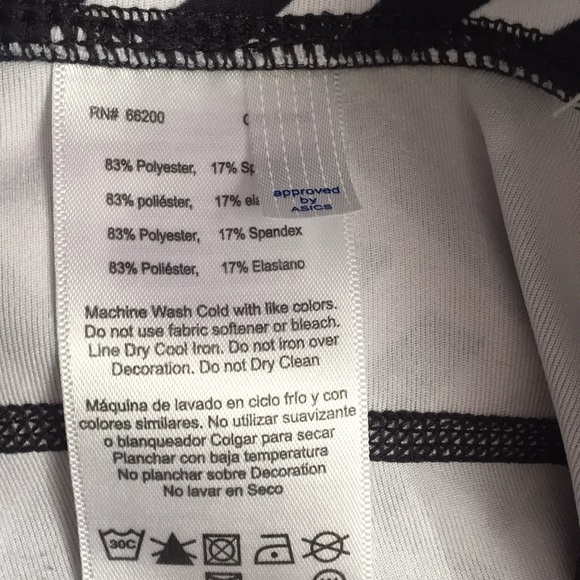 RN# 66200
83% Polyester, 17%
83% poliéster, 17%
approved
by
ASICS
83% Polyester, 17% Spandex
83% Poliéster, 17% Elastano
Machine Wash Cold with like colors.
Do not use fabric softener or bleach.
Line Dry Cool Iron. Do not iron over
Decoration. Do not Dry Clean
Máquina de lavado en ciclo frío y con
colores similares. No utilizar suavizante
o blanqueador Colgar para secar
Planchar con baja temperatura
No planchar sobre Decoration
No lavar en Seco
30C